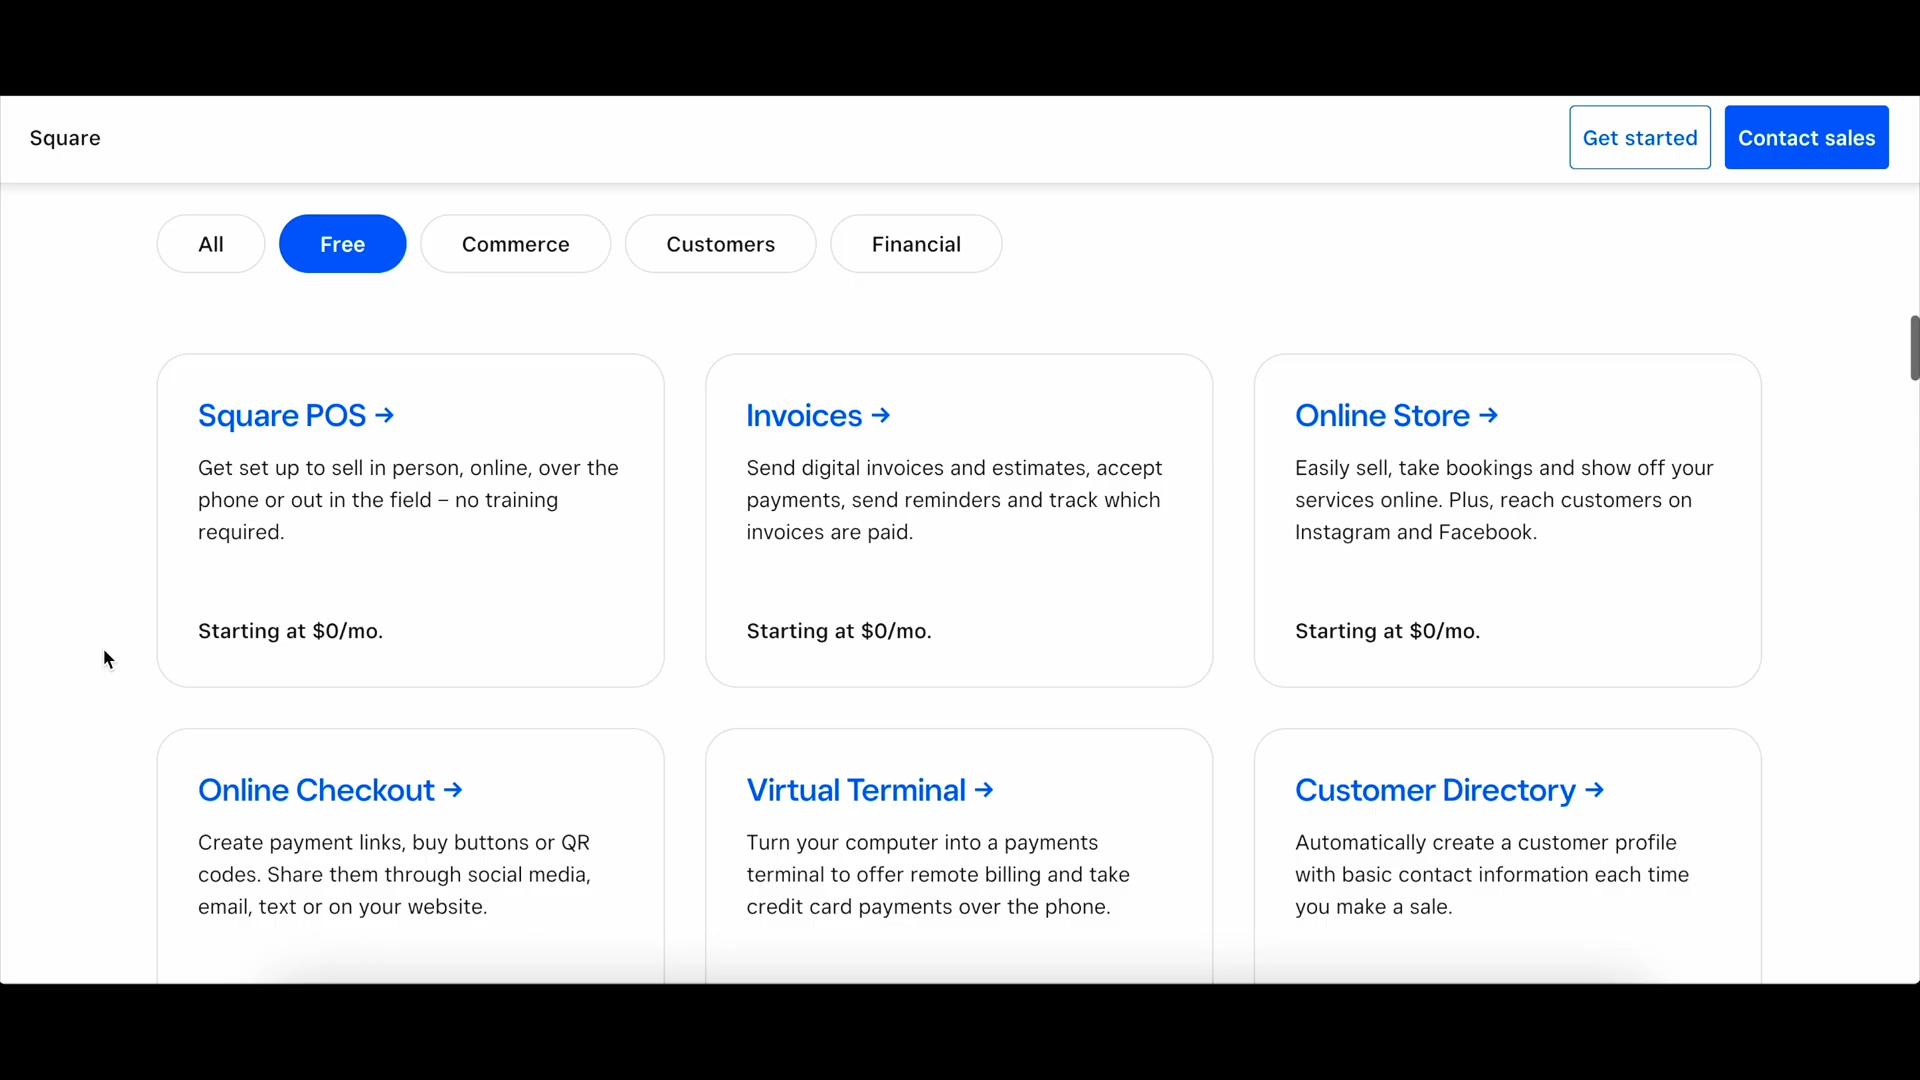 Square
Get started
Contact sales
All
Free
Commerce
Customers
Financial
Square POS →
Get set up to sell in person, online, over the
phone or out in the field – no training
required.
Starting at $0/mo.
Invoices →
Send digital invoices and estimates, accept
payments, send reminders and track which
invoices are paid.
Starting at $0/mo.
Online Store →
Easily sell, take bookings and show off your
services online. Plus, reach customers on
Instagram and Facebook.
Starting at $0/mo.
Online Checkout →
Create payment links, buy buttons or QR
codes. Share them through social media,
email, text or on your website.
Virtual Terminal →
Turn your computer into a payments
terminal to offer remote billing and take
credit card payments over the phone.
Customer Directory →
Automatically create a customer profile
with basic contact information each time
you make a sale.